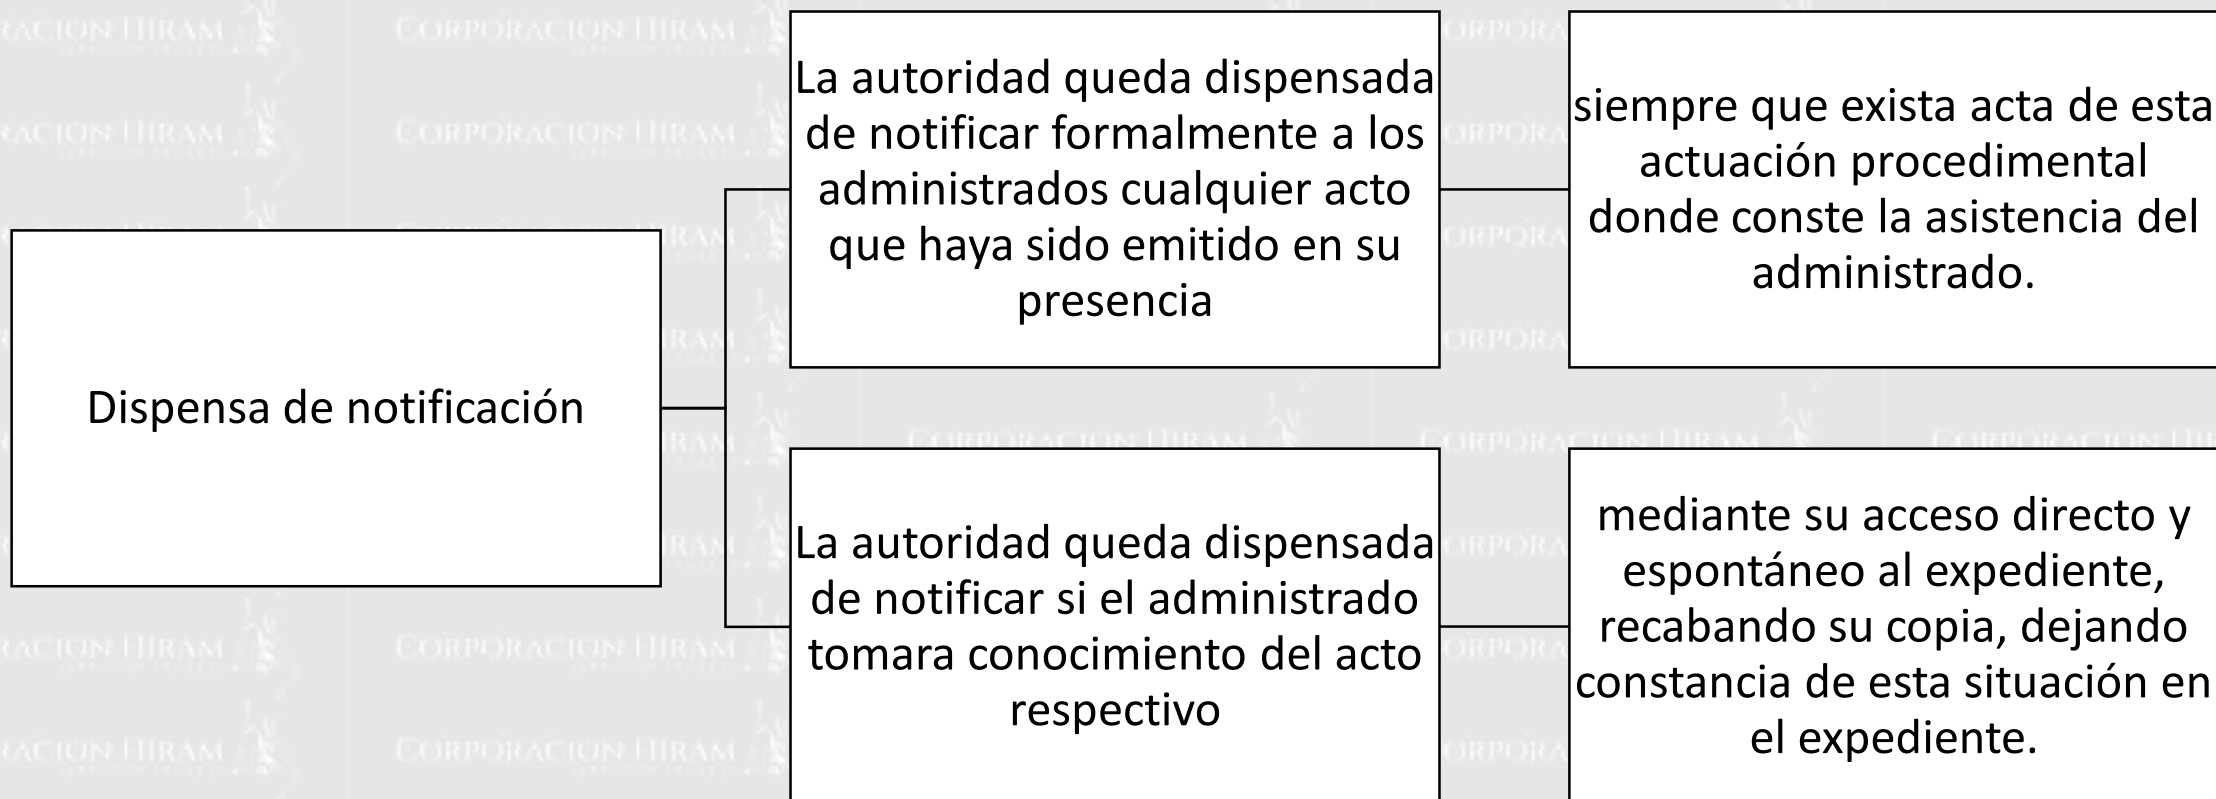 Dispensa de notificación
La autoridad queda dispensada
de notificar formalmente a los
administrados cualquier acto
que haya sido emitido en su
presencia
siempre que exista acta de esta
actuación procedimental
donde conste la asistencia del
administrado.
La autoridad queda dispensada
de notificar si el administrado
tomara conocimiento del acto
respectivo
mediante su acceso directo y
espontáneo al expediente,
recabando su copia, dejando
constancia de esta situación en
el expediente.
CORPORACION HIRAM